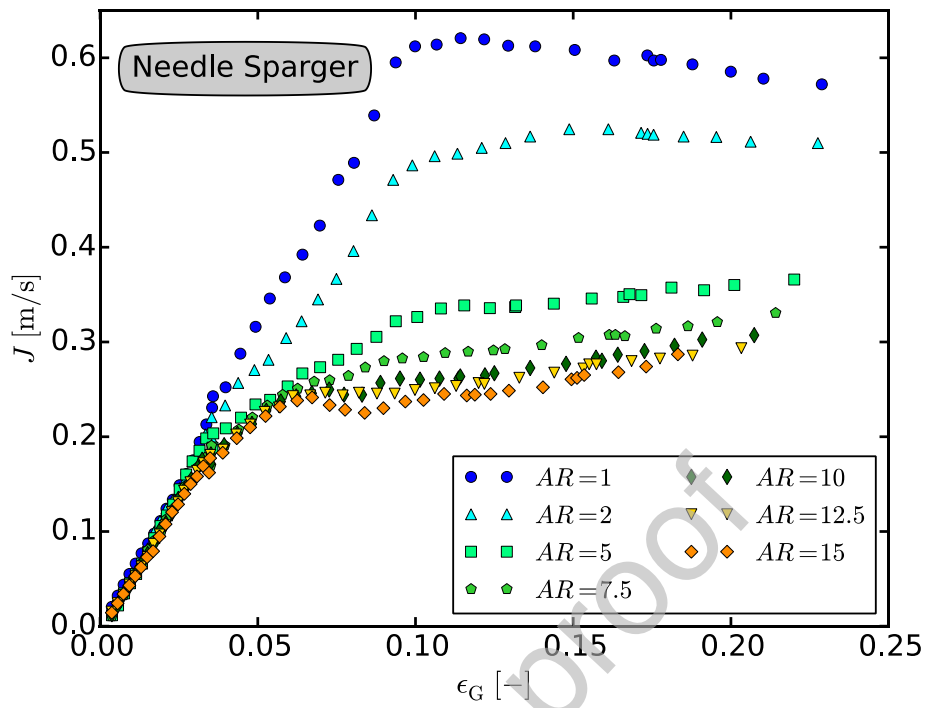 Needle Sparger
J [m/s]
0.6
0.5
0.4
0.3
0.2
0.1
0.0
0.00 0.05 0.10 0.15 0.20 0.25
ϵ_G [−]
AR=1
AR=2
AR=5
AR=7.5
AR=10
AR=12.5
AR=15
proof